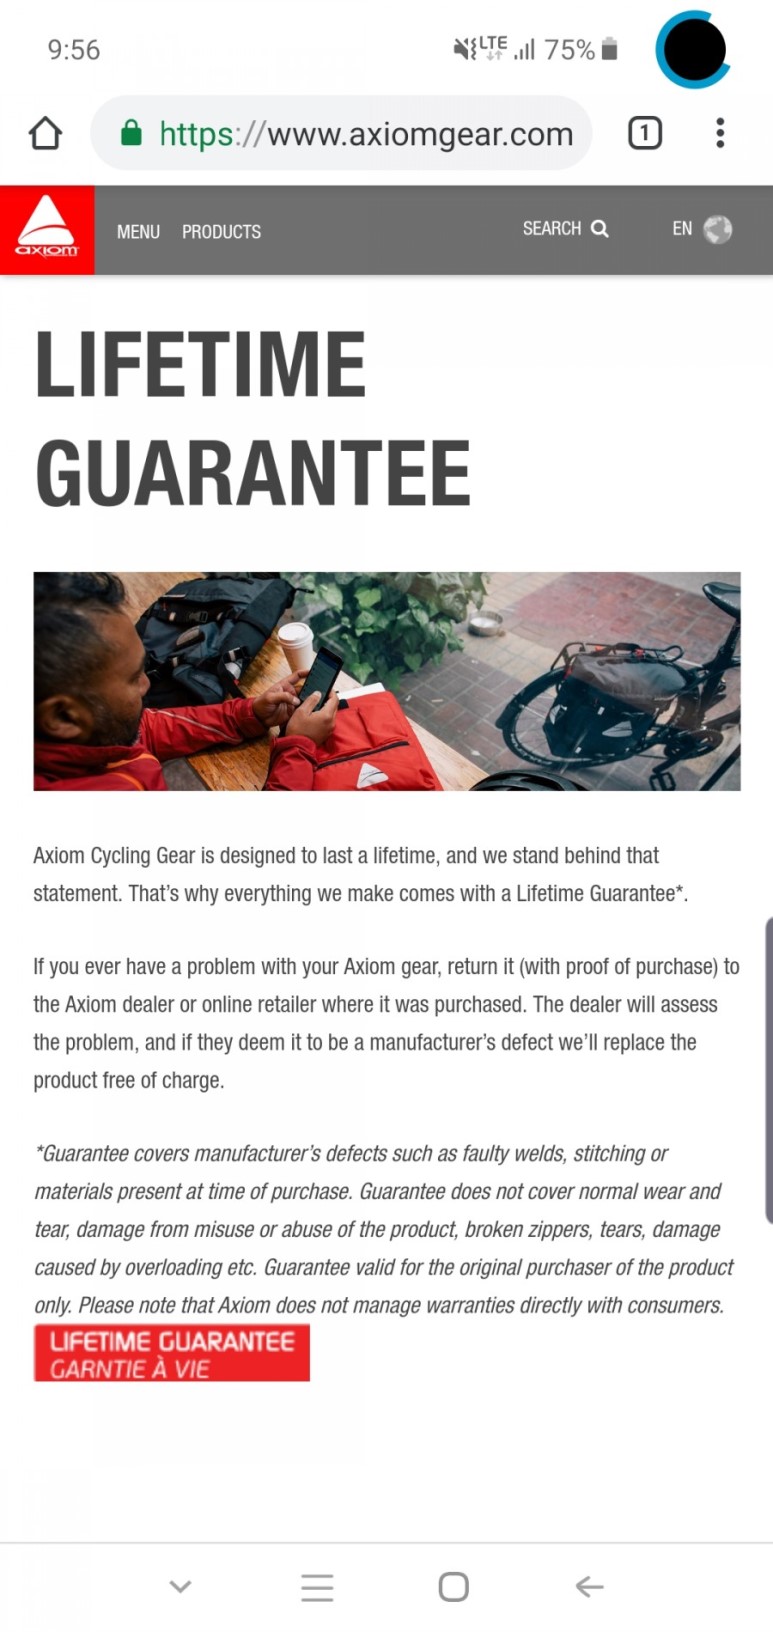 9:56
LTE
75%
https://www.axiomgear.com
1
axiom
MENU PRODUCTS
SEARCH
EN
LIFETIME
GUARANTEE
Axiom Cycling Gear is designed to last a lifetime, and we stand behind that
statement. That's why everything we make comes with a Lifetime Guarantee*.
If you ever have a problem with your Axiom gear, return it (with proof of purchase) to
the Axiom dealer or online retailer where it was purchased. The dealer will assess
the problem, and if they deem it to be a manufacturer's defect we'll replace the
product free of charge.
*Guarantee covers manufacturer's defects such as faulty welds, stitching or
materials present at time of purchase. Guarantee does not cover normal wear and
tear, damage from misuse or abuse of the product, broken zippers, tears, damage
caused by overloading etc. Guarantee valid for the original purchaser of the product
only. Please note that Axiom does not manage warranties directly with consumers.
LIFETIME GUARANTEE
GARNTIE À VIE